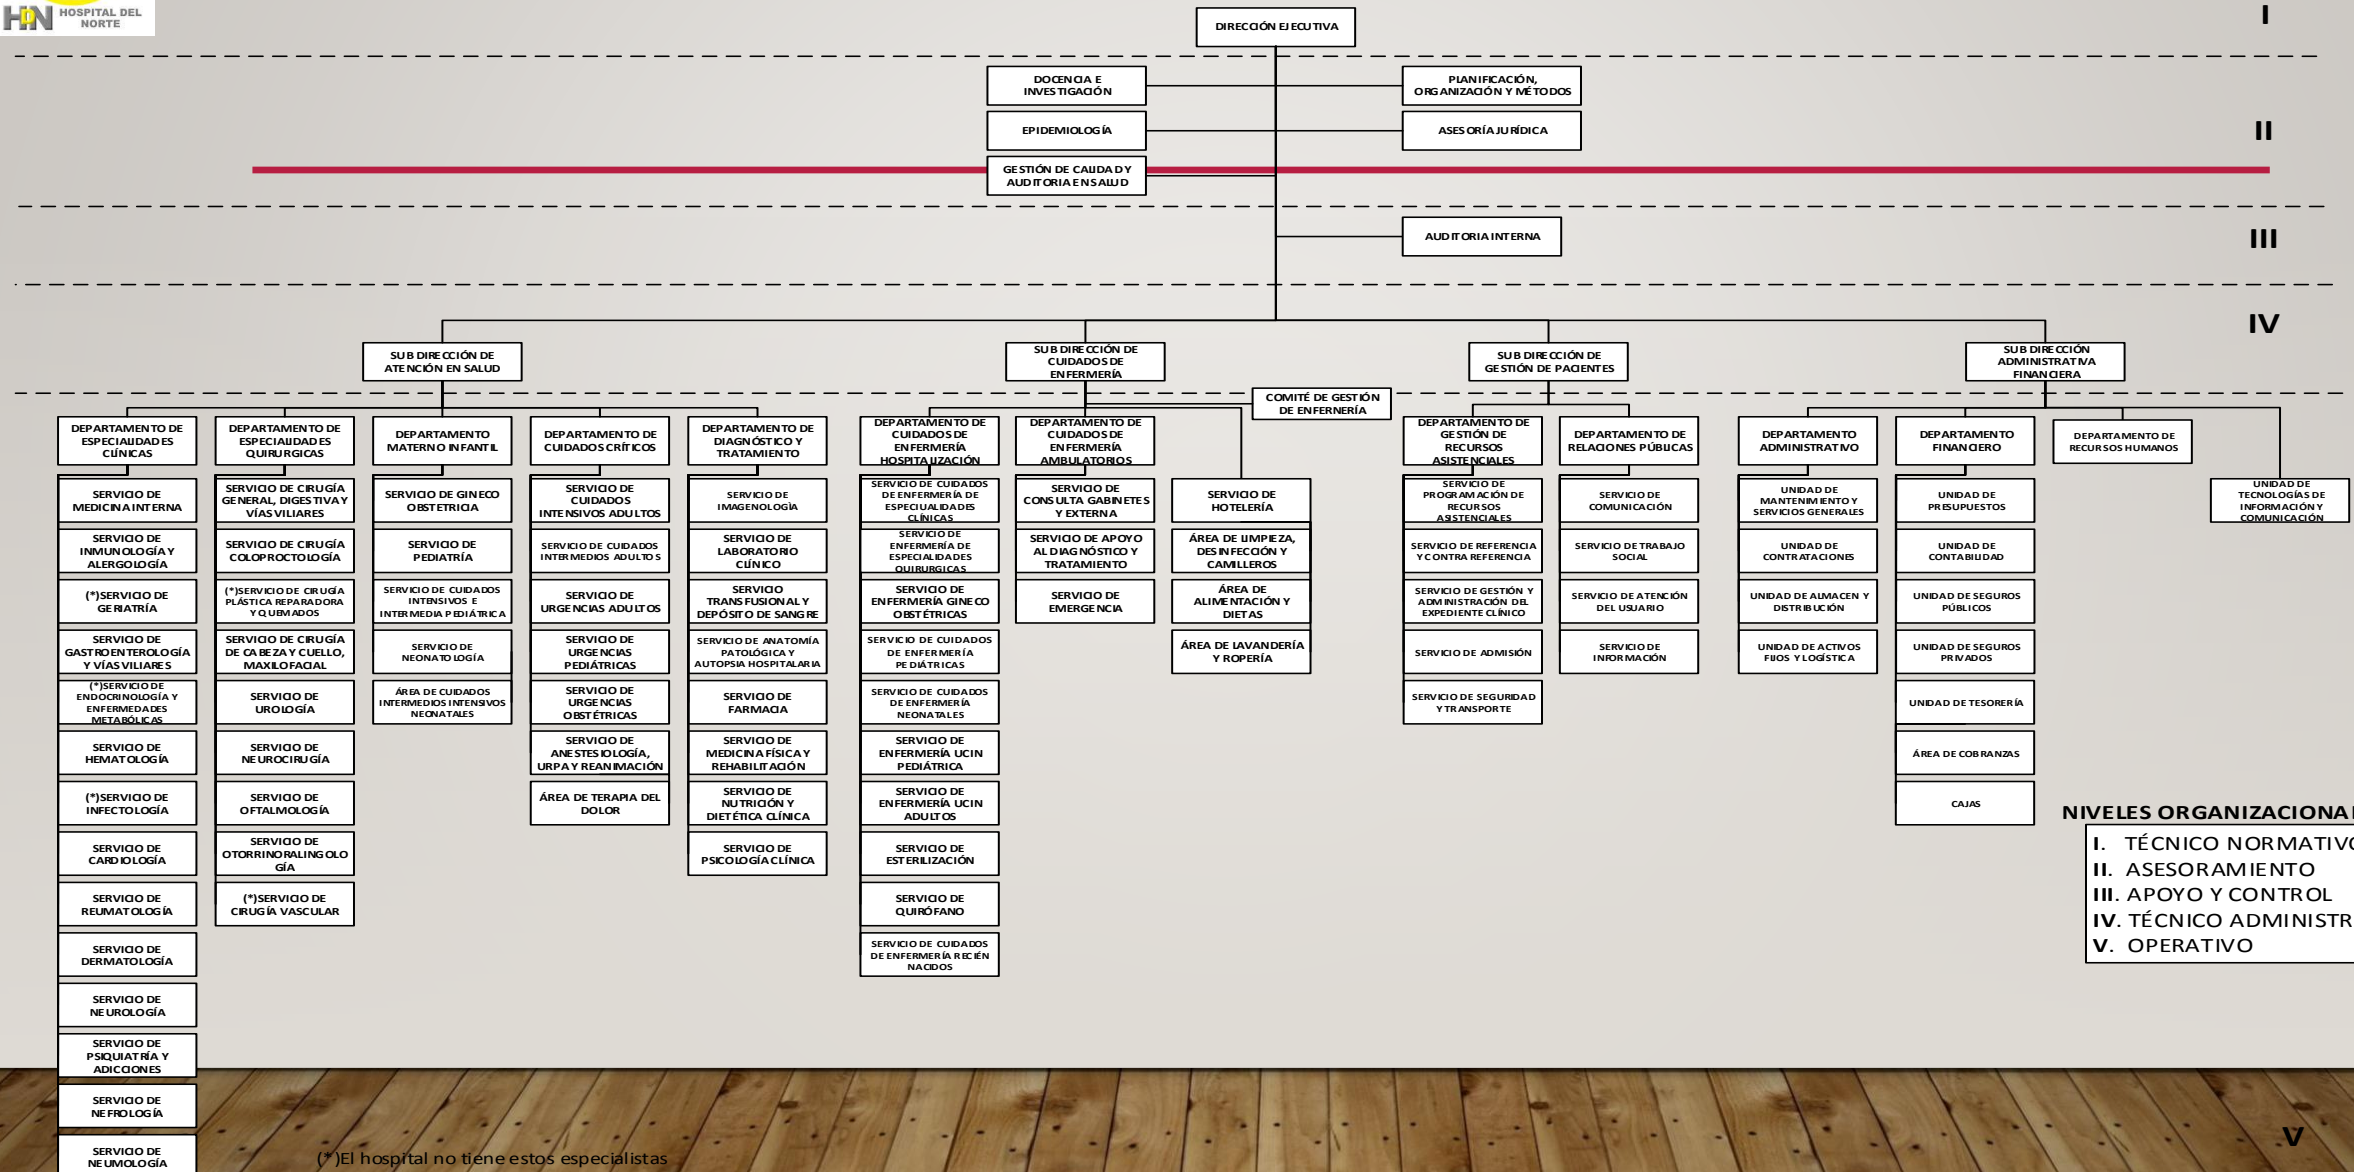 HDN HOSPITAL DEL
NORTE
DIRECCIÓN EJECUTIVA
I
DOCENCIA E
INVESTIGACIÓN
PLANIFICACIÓN,
ORGANIZACIÓN Y MÉTODOS
EPIDEMIOLOGÍA
ASESORÍA JURÍDICA
II
GESTIÓN DE CALIDAD Y
AUDITORIA EN SALUD
AUDITORIA INTERNA
III
IV
SUB DIRECCIÓN DE
ATENCIÓN EN SALUD
SUB DIRECCIÓN DE
CUIDADOS DE
ENFERMERÍA
SUB DIRECCIÓN DE
GESTIÓN DE PACIENTES
SUB DIRECCIÓN
ADMINISTRATIVA
FINANCIERA
COMITÉ DE GESTIÓN
DE ENFERNERÍA
DEPARTAMENTO DE
ESPECIALIDADES
CLÍNICAS
SERVICIO DE
MEDICINA INTERNA
SERVICIO DE
INMUNOLOGÍA Y
ALERGOLOGÍA
(*)SERVICIO DE
GERIATRÍA
SERVICIO DE
GASTROENTEROLOGÍA
Y VÍAS VILIARES
(*)SERVICIO DE
ENDOCRINOLOGÍA Y
ENFERMEDADES
METABÓLICAS
SERVICIO DE
HEMATOLOGÍA
(*)SERVICIO DE
INFECTOLOGÍA
SERVICIO DE
CARDIOLOGÍA
SERVICIO DE
REUMATOLOGÍA
SERVICIO DE
DERMATOLOGÍA
SERVICIO DE
NEUROLOGÍA
SERVICIO DE
PSIQUIATRÍA Y
ADICCIONES
SERVICIO DE
NEFROLOGÍA
SERVICIO DE
NEUMOLOGÍA
DEPARTAMENTO DE
ESPECIALIDADES
QUIRURGICAS
SERVICIO DE CIRUGÍA
GENERAL, DIGESTIVA Y
VÍAS VILIARES
SERVICIO DE CIRUGÍA
COLOPROCTOLOGÍA
(*)SERVICIO DE CIRUGÍA
PLÁSTICA REPARADORA
Y QUEMADOS
SERVICIO DE CIRUGÍA
DE CABEZA Y CUELLO,
MAXILOFACIAL
SERVICIO DE
UROLOGÍA
SERVICIO DE
NEUROCIRUGÍA
SERVICIO DE
OFTALMOLOGÍA
SERVICIO DE
OTORRINORALINGOLO
GÍA
(*)SERVICIO DE
CIRUGÍA VASCULAR
DEPARTAMENTO
MATERNO INFANTIL
SERVICIO DE GINECO
OBSTETRICIA
SERVICIO DE
PEDIATRÍA
SERVICIO DE CUIDADOS
INTENSIVOS E
INTERMEDIA PEDIÁTRICA
SERVICIO DE
NEONATOLOGÍA
ÁREA DE CUIDADOS
INTERMEDIOS INTENSIVOS
NEONATALES
DEPARTAMENTO DE
CUIDADOS CRÍTICOS
SERVICIO DE
CUIDADOS
INTENSIVOS ADULTOS
SERVICIO DE CUIDADOS
INTERMEDIOS ADULTOS
SERVICIO DE
URGENCIAS ADULTOS
SERVICIO DE
URGENCIAS
PEDIÁTRICAS
SERVICIO DE
URGENCIAS
OBSTÉTRICAS
SERVICIO DE
ANESTESIOLOGÍA,
URPA Y REANIMACIÓN
ÁREA DE TERAPIA DEL
DOLOR
DEPARTAMENTO DE
DIAGNÓSTICO Y
TRATAMIENTO
SERVICIO DE
IMAGENOLOGÌA
SERVICIO DE
LABORATORIO
CLÍNICO
SERVICIO
TRANSFUSIONAL Y
DEPÓSITO DE SANGRE
SERVICIO DE ANATOMÍA
PATOLÓGICA Y
AUTOPSIA HOSPITALARIA
SERVICIO DE
FARMACIA
SERVICIO DE
MEDICINA FÍSICA Y
REHABILITACIÓN
SERVICIO DE
NUTRICIÓN Y
DIETÉTICA CLÍNICA
SERVICIO DE
PSICOLOGÍA CLÍNICA
DEPARTAMENTO DE
CUIDADOS DE
ENFERMERÍA
HOSPITALIZACIÓN
SERVICIO DE CUIDADOS
DE ENFERMERÍA DE
ESPECIUALIDADES
CLÍNICAS
SERVICIO DE
ENFERMERÍA DE
ESPECIALIDADES
QUIRURGICAS
SERVICIO DE
ENFERMERÍA GINECO
OBSTÉTRICAS
SERVICIO DE CUIDADOS
DE ENFERMERÍA
PEDIÁTRICAS
SERVICIO DE CUIDADOS
DE ENFERMERÍA
NEONATALES
SERVICIO DE
ENFERMERÍA UCIN
PEDIÁTRICA
SERVICIO DE
ENFERMERÍA UCIN
ADULTOS
SERVICIO DE
ESTERILIZACIÓN
SERVICIO DE
QUIRÓFANO
SERVICIO DE CUIDADOS
DE ENFERMERÍA RECIÉN
NACIDOS
DEPARTAMENTO DE
CUIDADOS DE
ENFERMERÍA
AMBULATORIOS
SERVICIO DE
CONSULTA GABINETES
Y EXTERNA
SERVICIO DE APOYO
AL DIAGNÓSTICO Y
TRATAMIENTO
SERVICIO DE
EMERGENCIA
SERVICIO DE
HOTELERÍA
ÁREA DE LIMPIEZA,
DESINFECCIÓN Y
CAMILLEROS
ÁREA DE
ALIMENTACIÓN Y
DIETAS
ÁREA DE LAVANDERÍA
Y ROPERÍA
DEPARTAMENTO DE
GESTIÓN DE
RECURSOS
ASISTENCIALES
SERVICIO DE
PROGRAMACIÓN DE
RECURSOS
ASISTENCIALES
SERVICIO DE REFERENCIA
Y CONTRA REFERENCIA
SERVICIO DE GESTIÓN Y
ADMINISTRACIÓN DEL
EXPEDIENTE CLÍNICO
SERVICIO DE ADMISIÓN
SERVICIO DE SEGURIDAD
Y TRANSPORTE
DEPARTAMENTO DE
RELACIONES PÚBLICAS
SERVICIO DE
COMUNICACIÓN
SERVICIO DE TRABAJO
SOCIAL
SERVICIO DE ATENCIÓN
DEL USUARIO
SERVICIO DE
INFORMACIÓN
DEPARTAMENTO
ADMINISTRATIVO
UNIDAD DE
MANTENIMIENTO Y
SERVICIOS GENERALES
UNIDAD DE
CONTRATACIONES
UNIDAD DE ALMACEN Y
DISTRIBUCIÓN
UNIDAD DE ACTIVOS
FIJOS Y LOGÍSTICA
DEPARTAMENTO
FINANCIERO
UNIDAD DE
PRESUPUESTOS
UNIDAD DE
CONTABILIDAD
UNIDAD DE SEGUROS
PÚBLICOS
UNIDAD DE SEGUROS
PRIVADOS
UNIDAD DE TESORERÍA
ÁREA DE COBRANZAS
CAJAS
DEPARTAMENTO DE
RECURSOS HUMANOS
UNIDAD DE
TECNOLOGÍAS DE
INFORMACIÓN Y
COMUNICACIÓN
NIVELES ORGANIZACIONA
I. TÉCNICO NORMATIVO
II. ASESORAMIENTO
III. APOYO Y CONTROL
IV. TÉCNICO ADMINISTR
V. OPERATIVO
V
(*)El hospital no tiene estos especialistas